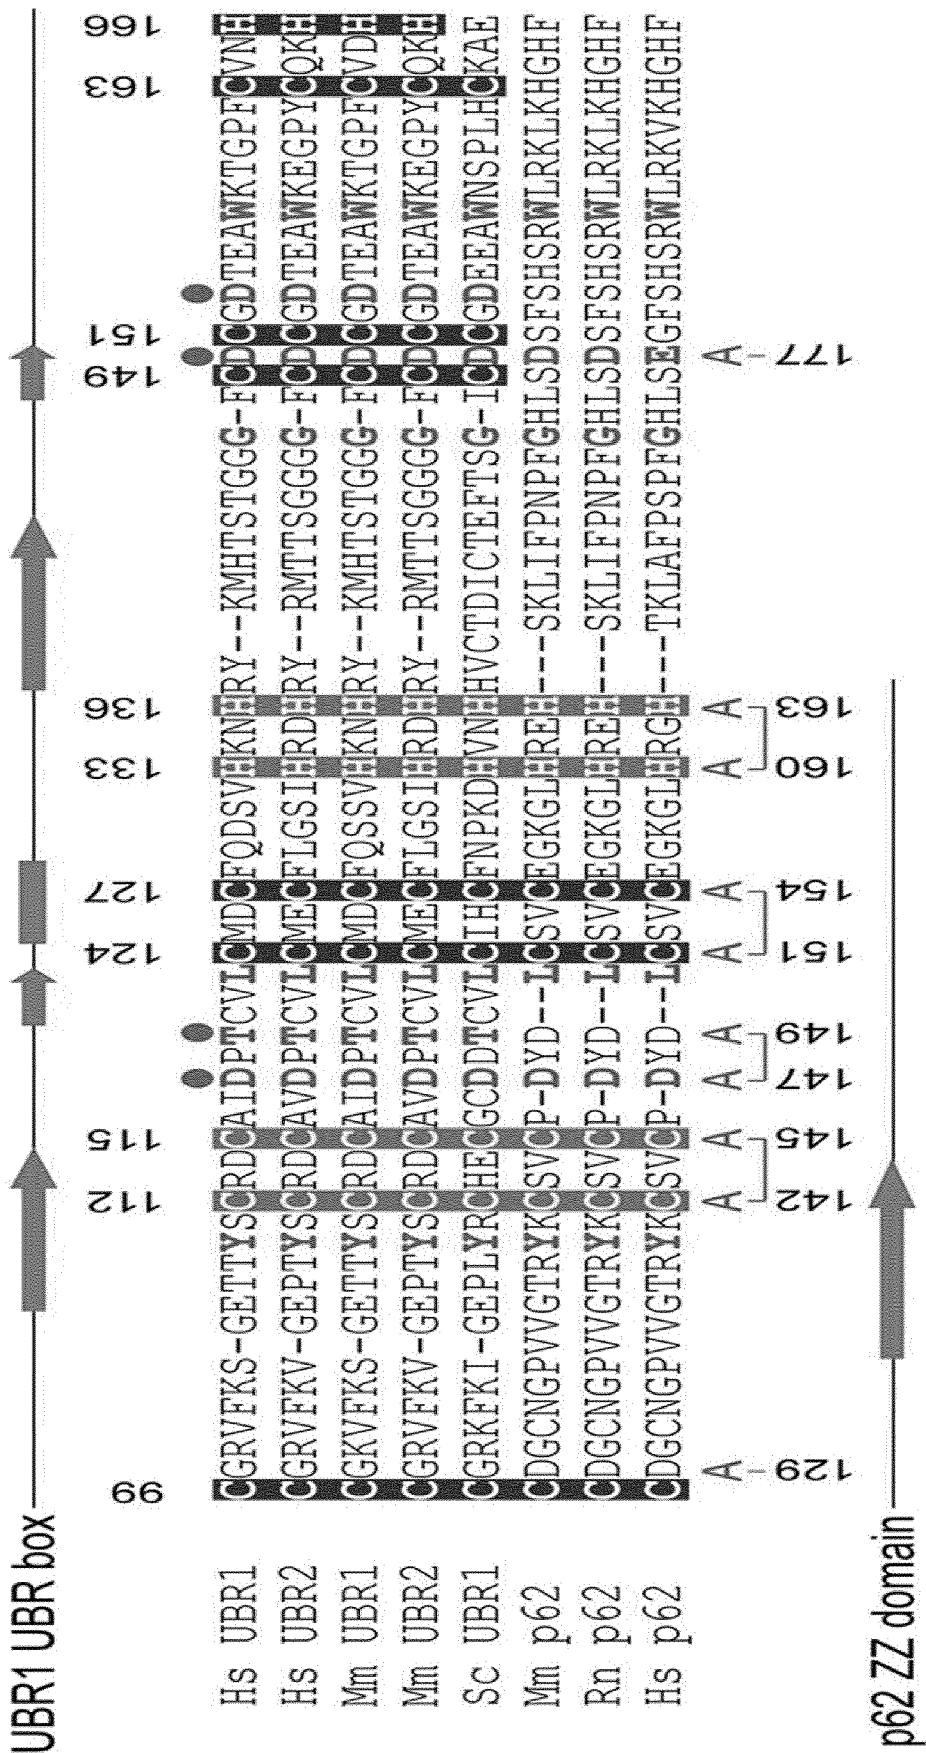 UBR1 UBR box
99 112 115 124 127 133 136 149 151 163 166
Hs UBR1 CGRVFKS-GETTYSCRDCAIDPTCVLCMDCFQDSVHKNHRY---KMHTSTGGG-FCDCGDTEAWKTGPFCVNH
Hs UBR2 CGRVFKV-GEPTYSCRDCAVDPTCVLCMECFLGSIHRDHRY---RMTTSGGGG-FCDCGDTEAWKEGPYCQKH
Mm UBR1 CGKVFKS-GETTYSCRDCAIDPTCVLCMDCFQSSVHKNHRY---KMHTSTGGG-FCDCGDTEAWKTGPFCVDH
Mm UBR2 CGRVFKV-GEPTYSCRDCAVDPTCVLCMECFLGSIHRDHRY---RMTTSGGGG-FCDCGDTEAWKEGPYCQKH
Sc UBR1 CGRKFKI-GEPLYRCHECGCDDTCVLCIHCFNPKDHVNHHVCTDICTEFTSG-ICDCGDEEAWNSPLHCKAE
Mm p62 CDGCNGPVVGTRYKCSVCP-DYD--LCSVCEGKGLHREH----SKLIFPNPFGHLSDSFSHSRWLRKLKHGHF
Rn p62 CDGCNGPVVGTRYKCSVCP-DYD--LCSVCEGKGLHREH----SKLIFPNPFGHLSDSFSHSRWLRKLKHGHF
Hs p62 CDGCNGPVVGTRYKCSVCP-DYD--LCSVCEGKGLHRGH----TKLAFPSPFGHLSEGFSHSRWLRKVKHGHF
A A A A A A A A A A
129 142 145 147 149 151 154 160 163 177
p62 ZZ domain